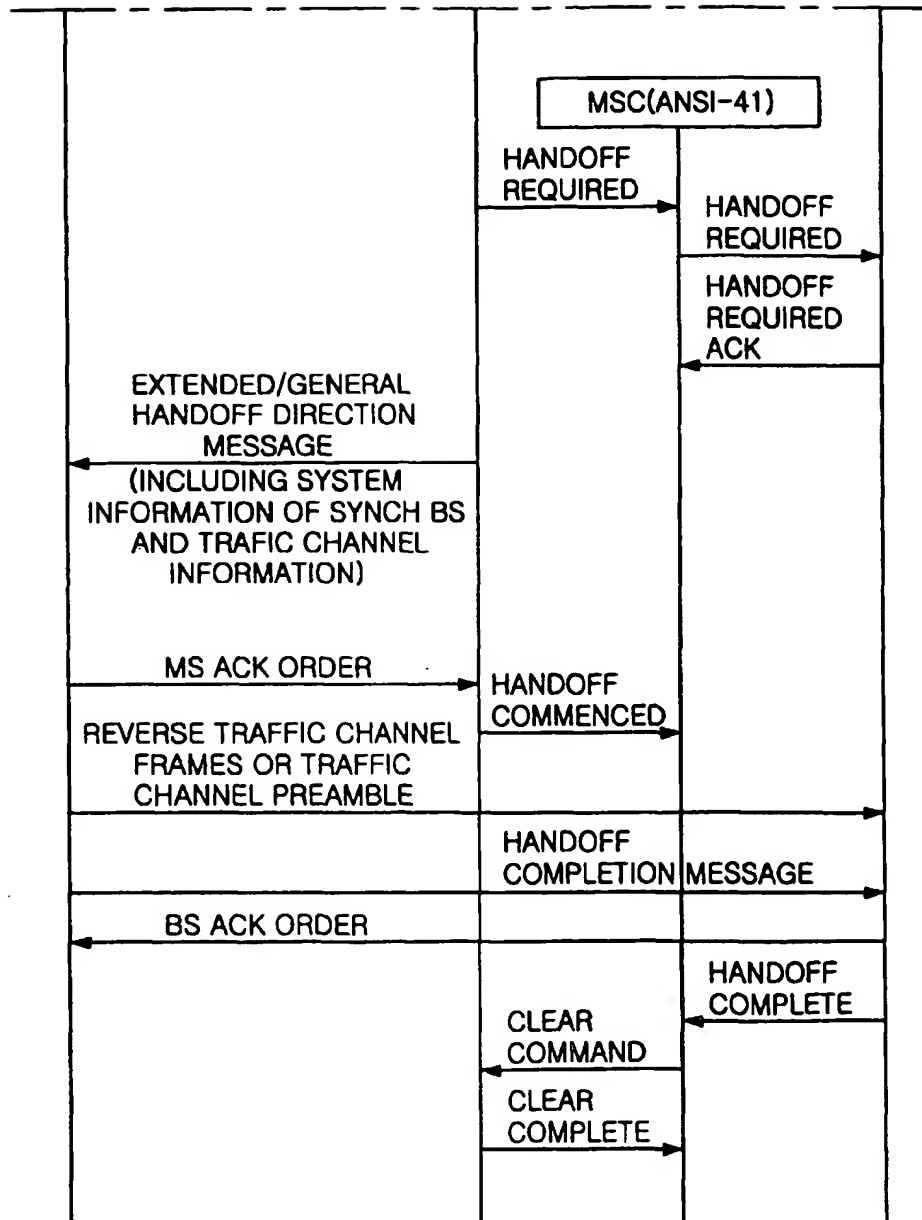 MSC(ANSI-41)
HANDOFF
REQUIRED
HANDOFF
REQUIRED
HANDOFF
REQUIRED
ACK
EXTENDED/GENERAL
HANDOFF DIRECTION
MESSAGE
(INCLUDING SYSTEM
INFORMATION OF SYNCH BS
AND TRAFIC CHANNEL
INFORMATION)
MS ACK ORDER
HANDOFF
COMMENCED
REVERSE TRAFFIC CHANNEL
FRAMES OR TRAFFIC
CHANNEL PREAMBLE
HANDOFF
COMPLETION MESSAGE
BS ACK ORDER
HANDOFF
COMPLETE
CLEAR
COMMAND
CLEAR
COMPLETE